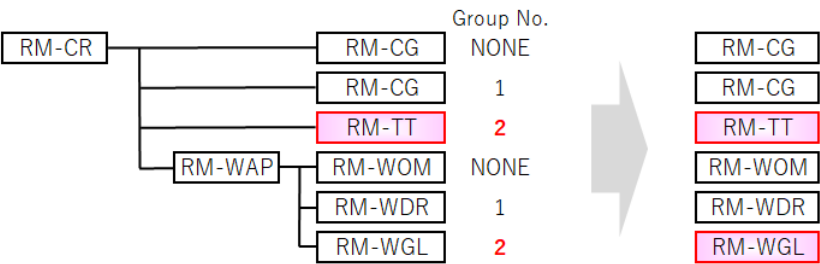 Group No.
RM-CR RM-CG NONE RM-CG
RM-CG 1 RM-CG
RM-TT 2 RM-TT
RM-WAP RM-WOM NONE RM-WOM
RM-WDR 1 RM-WDR
RM-WGL 2 RM-WGL